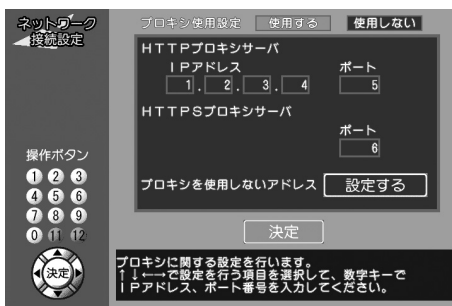 ネットワーク
接続設定
プロキシ使用設定 使用する 使用しない
HTTPプロキシサーバ
IPアドレス ポート
1. 2. 3. 4 5
HTTPSプロキシサーバ
ポート
6
プロキシを使用しないアドレス 設定する
決定
操作ボタン
1 2 3
4 5 6
7 8 9
0 11 12
決定
プロキシに関する設定を行います。
↑↓←→で設定を行う項目を選択して、数字キーで
IPアドレス、ポート番号を入力してください。